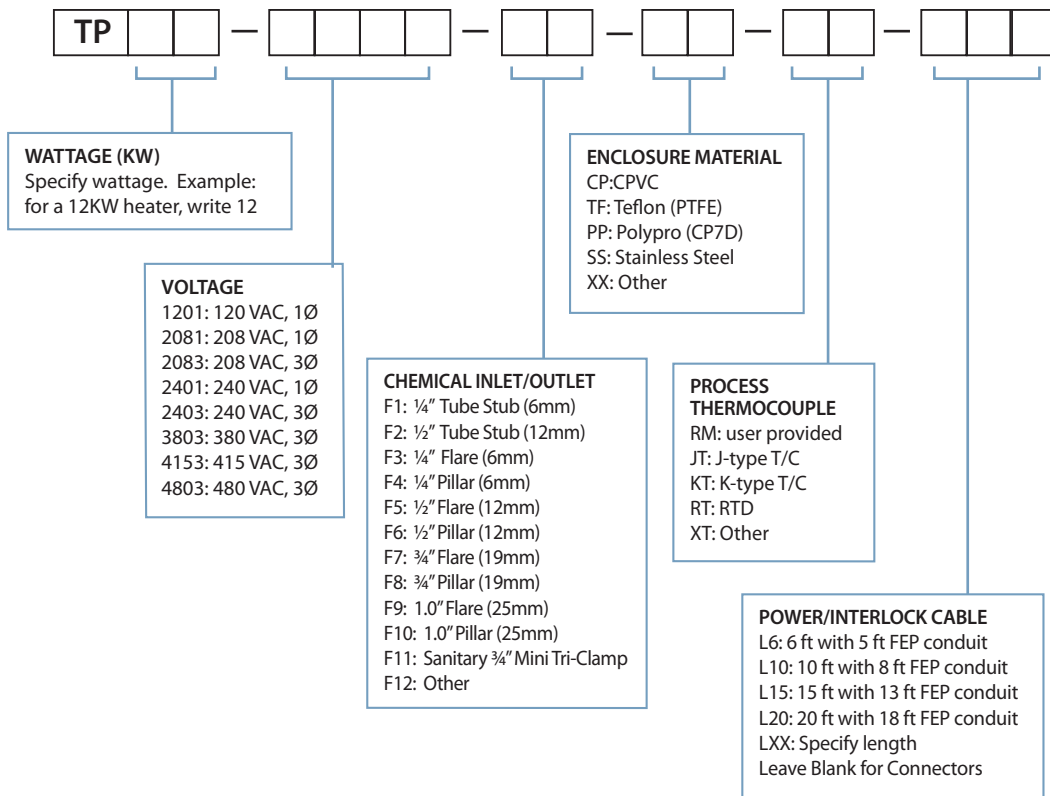 TP — — — — —
WATTAGE (KW)
Specify wattage. Example:
for a 12KW heater, write 12
VOLTAGE
1201: 120 VAC, 1Ø
2081: 208 VAC, 1Ø
2083: 208 VAC, 3Ø
2401: 240 VAC, 1Ø
2403: 240 VAC, 3Ø
3803: 380 VAC, 3Ø
4153: 415 VAC, 3Ø
4803: 480 VAC, 3Ø
CHEMICAL INLET/OUTLET
F1: ¼” Tube Stub (6mm)
F2: ½” Tube Stub (12mm)
F3: ¼” Flare (6mm)
F4: ¼” Pillar (6mm)
F5: ½” Flare (12mm)
F6: ½” Pillar (12mm)
F7: ¾” Flare (19mm)
F8: ¾” Pillar (19mm)
F9: 1.0” Flare (25mm)
F10: 1.0” Pillar (25mm)
F11: Sanitary ¾” Mini Tri-Clamp
F12: Other
ENCLOSURE MATERIAL
CP:CPVC
TF: Teflon (PTFE)
PP: Polypro (CP7D)
SS: Stainless Steel
XX: Other
PROCESS
THERMOCOUPLE
RM: user provided
JT: J-type T/C
KT: K-type T/C
RT: RTD
XT: Other
POWER/INTERLOCK CABLE
L6: 6 ft with 5 ft FEP conduit
L10: 10 ft with 8 ft FEP conduit
L15: 15 ft with 13 ft FEP conduit
L20: 20 ft with 18 ft FEP conduit
LXX: Specify length
Leave Blank for Connectors